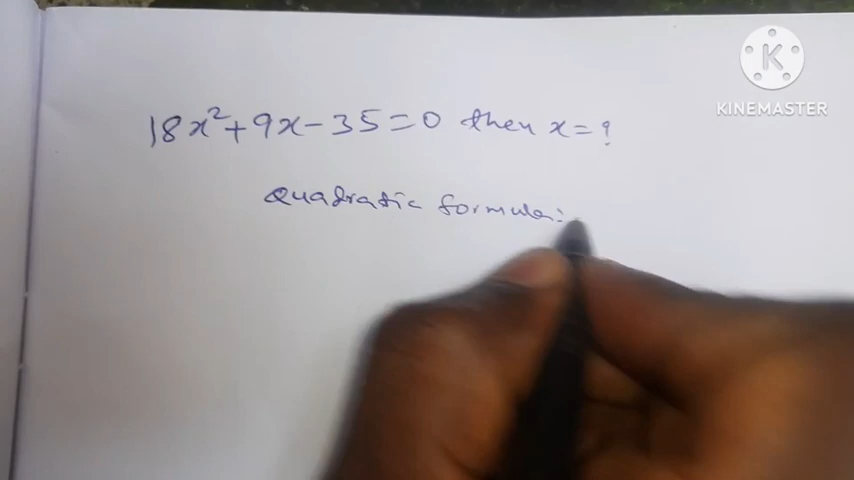 18x²+9x-35=0 then x=?
Quadratic formula:
K
KINEMASTER